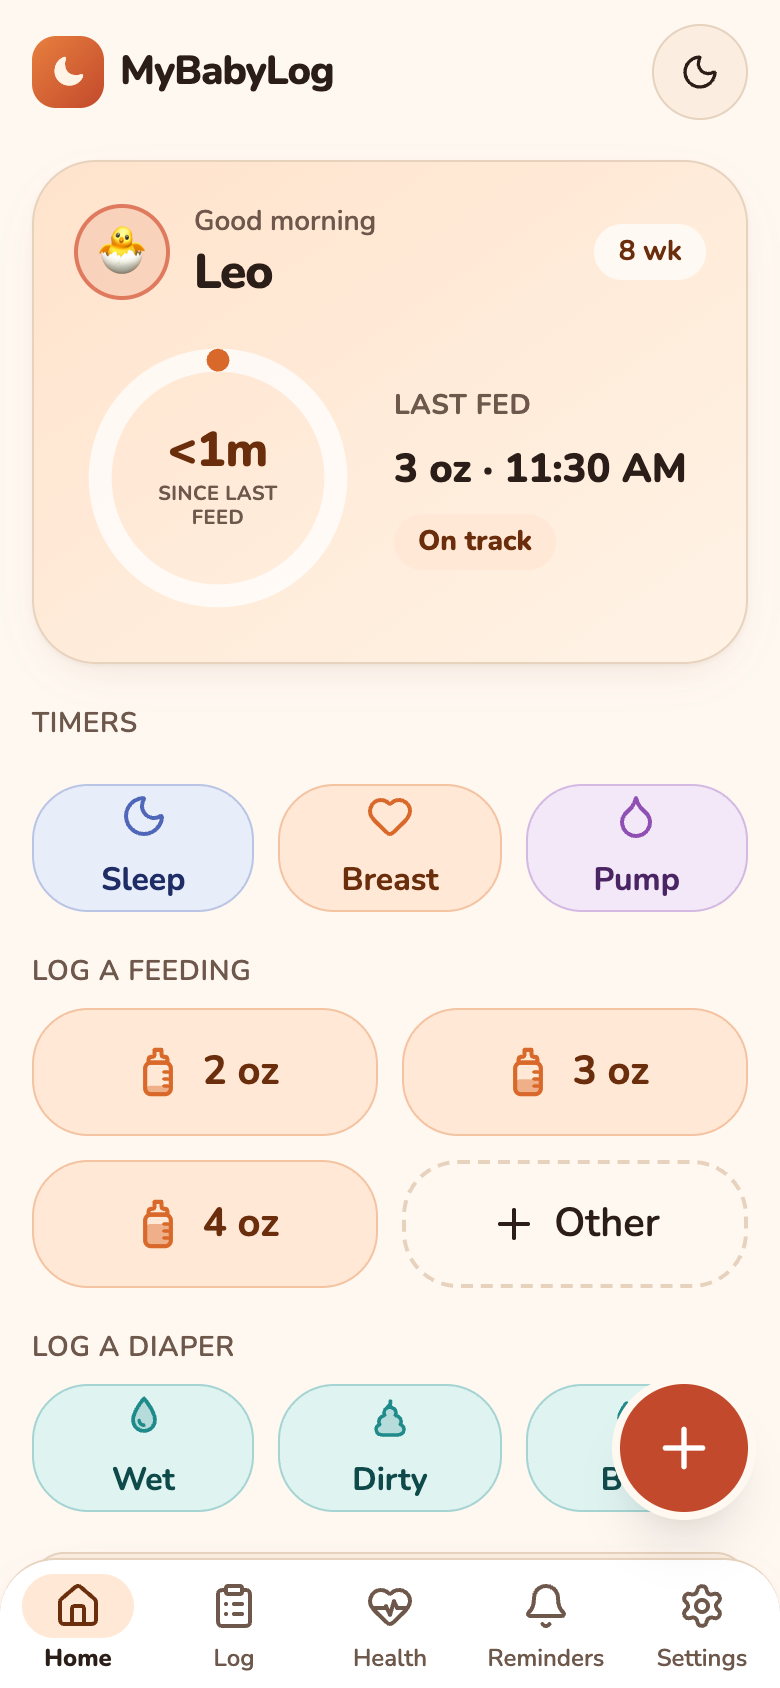 MyBabyLog
Good morning
Leo
8 wk
<1m
SINCE LAST
FEED
LAST FED
3 oz · 11:30 AM
On track
TIMERS
Sleep
Breast
Pump
LOG A FEEDING
2 oz
3 oz
4 oz
Other
LOG A DIAPER
Wet
Dirty
Home
Log
Health
Reminders
Settings